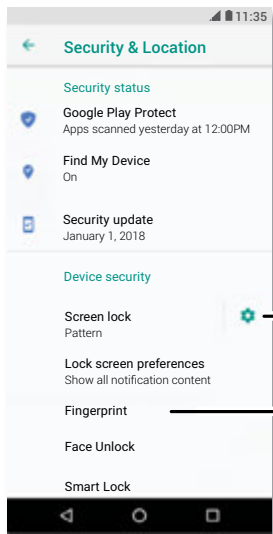 11:35
Security & Location
Security status
Google Play Protect
Apps scanned yesterday at 12:00PM
Find My Device
On
Security update
January 1, 2018
Device security
Screen lock
Pattern
Lock screen preferences
Show all notification content
Fingerprint
Face Unlock
Smart Lock